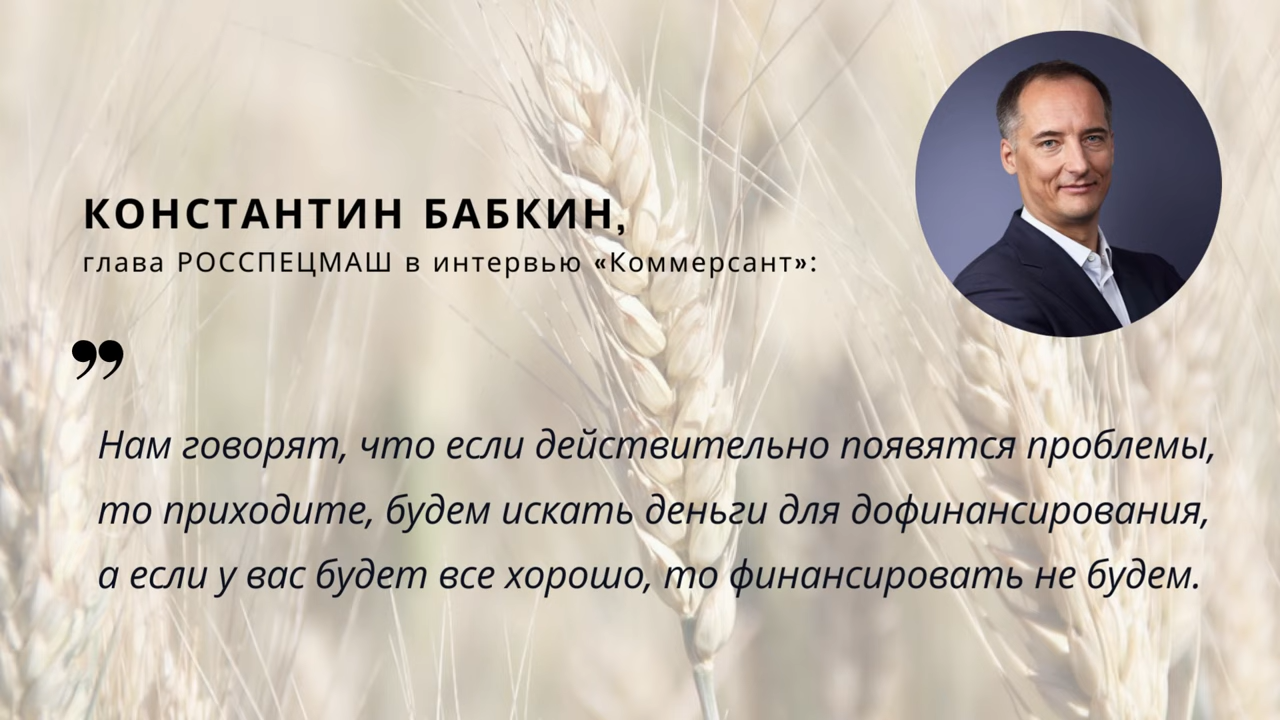 КОНСТАНТИН БАБКИН,
глава РОССПЕЦМАШ в интервью «Коммерсант»:
”
Нам говорят, что если действительно появятся проблемы,
то приходите, будем искать деньги для дофинансирования,
а если у вас будет все хорошо, то финансировать не будем.